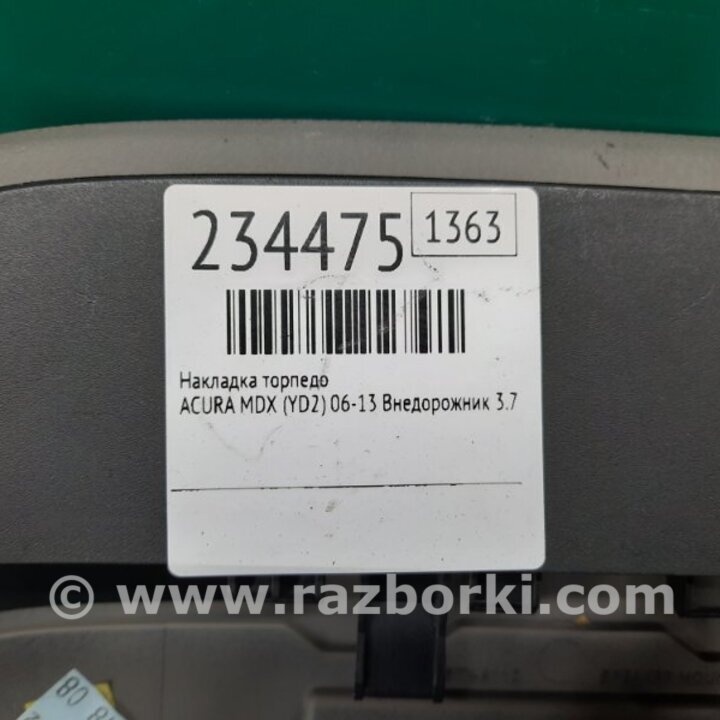 234475
1363
Накладка торпедо
ACURA MDX (YD2) 06-13 Внедорожник 3.7
© www.razborki.com